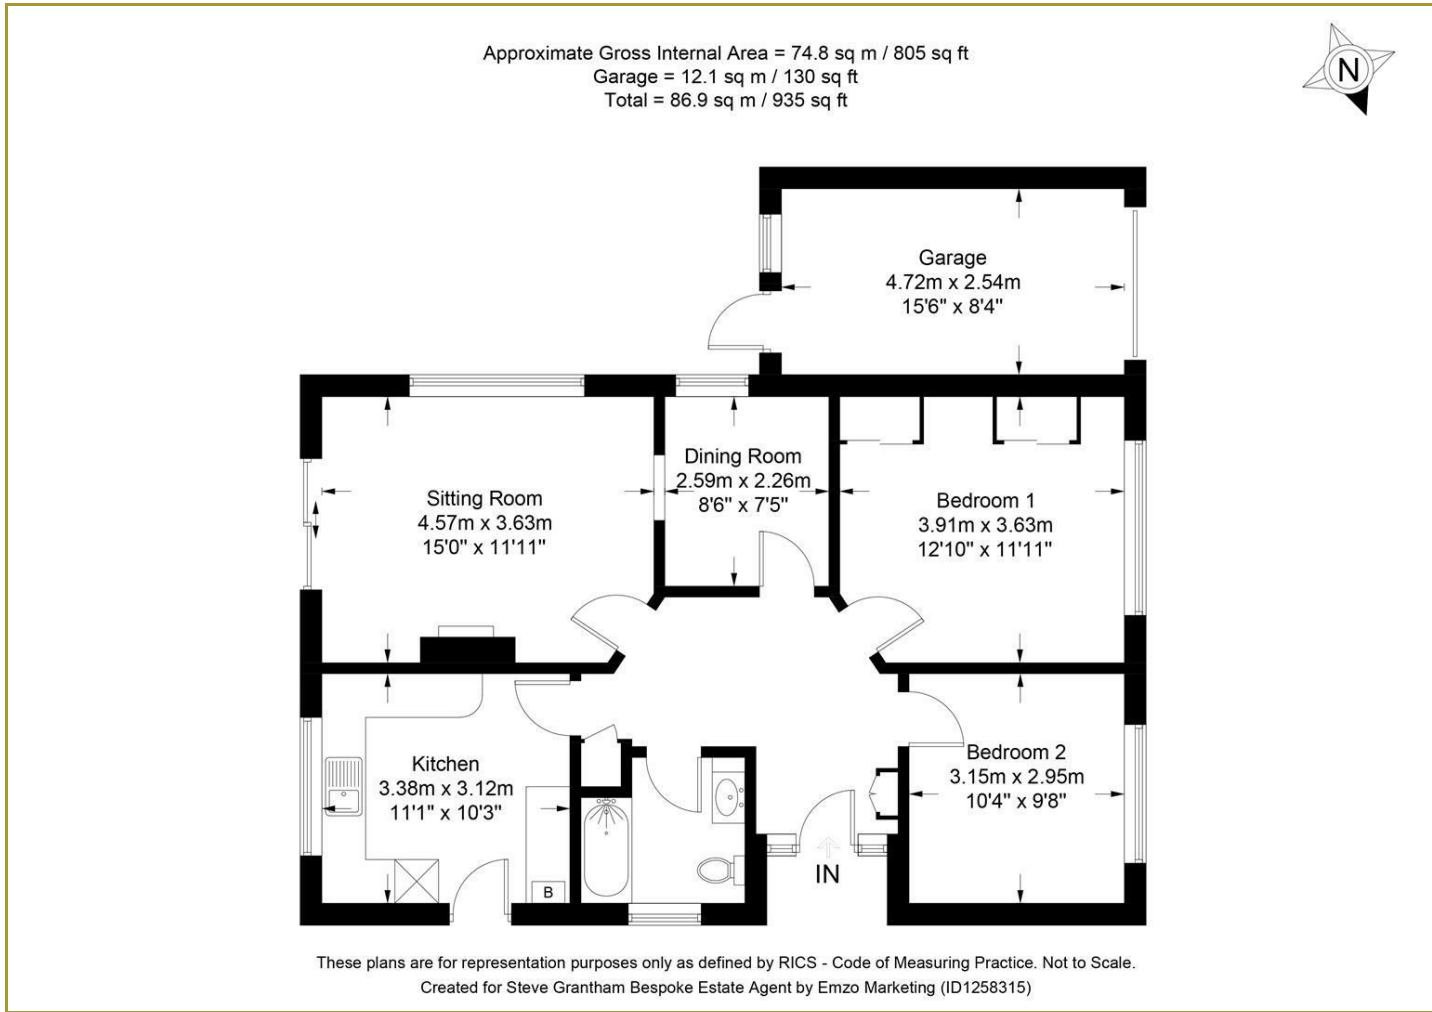 Approximate Gross Internal Area = 74.8 sq m / 805 sq ft
Garage = 12.1 sq m / 130 sq ft
Total = 86.9 sq m / 935 sq ft
N
Garage
4.72m x 2.54m
15'6" x 8'4"
Dining Room
2.59m x 2.26m
8'6" x 7'5"
Sitting Room
4.57m x 3.63m
15'0" x 11'11"
Bedroom 1
3.91m x 3.63m
12'10" x 11'11"
Kitchen
3.38m x 3.12m
11'1" x 10'3"
Bedroom 2
3.15m x 2.95m
10'4" x 9'8"
IN
B
These plans are for representation purposes only as defined by RICS - Code of Measuring Practice. Not to Scale.
Created for Steve Grantham Bespoke Estate Agent by Emzo Marketing (ID1258315)